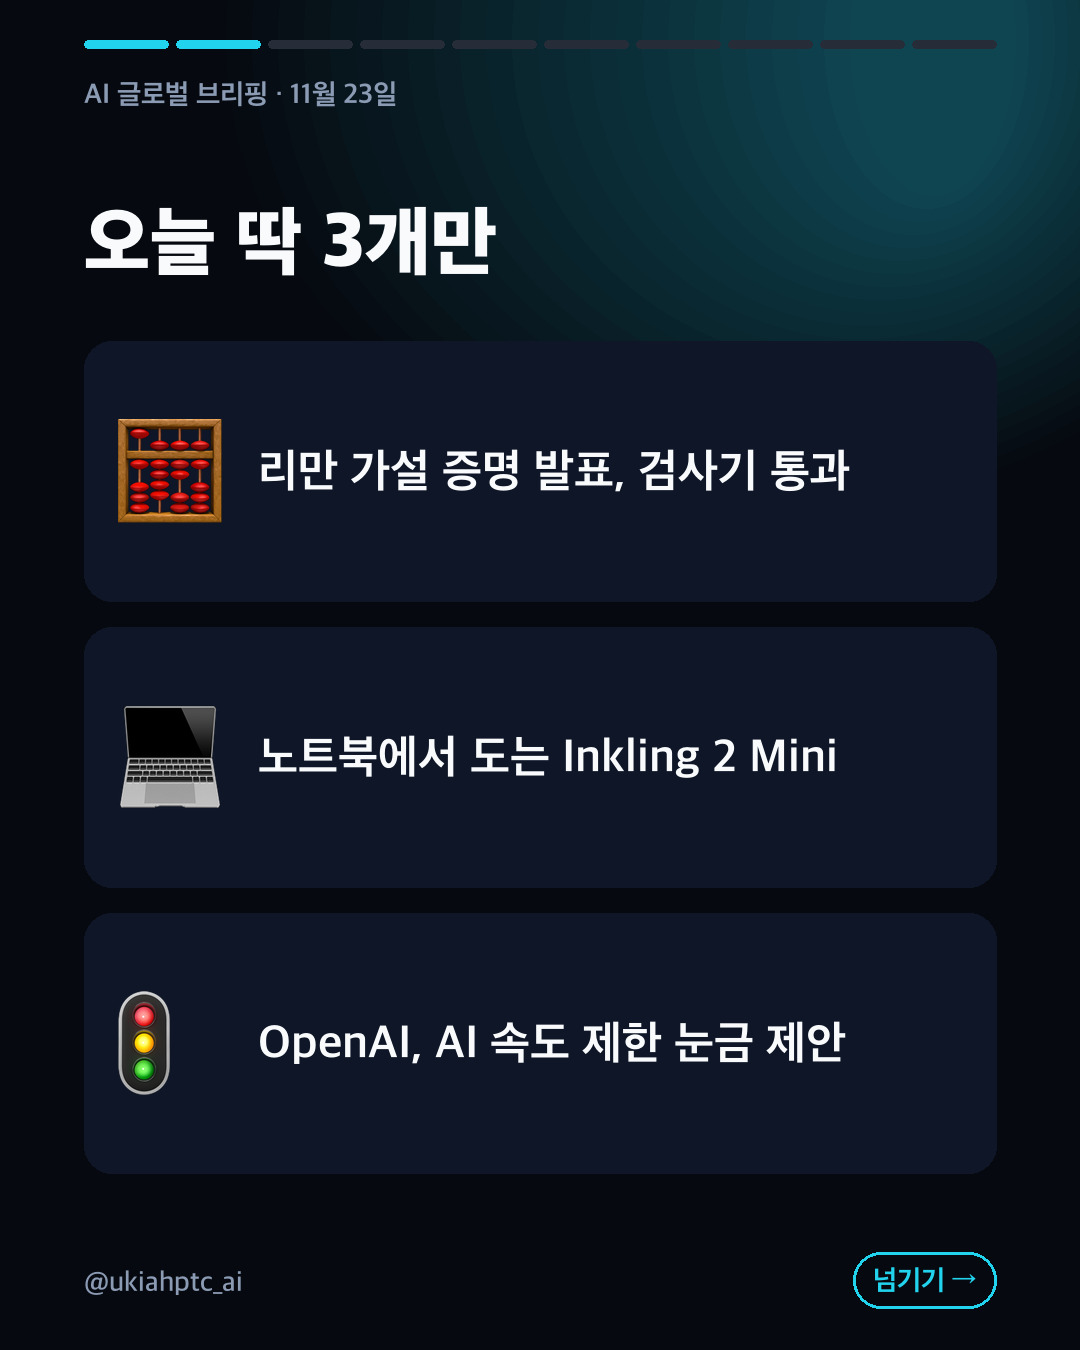 AI 글로벌 브리핑 · 11월 23일
오늘 딱 3개만
리만 가설 증명 발표, 검사기 통과
노트북에서 도는 Inkling 2 Mini
OpenAI, AI 속도 제한 눈금 제안
@ukiahptc_ai
넘기기 →